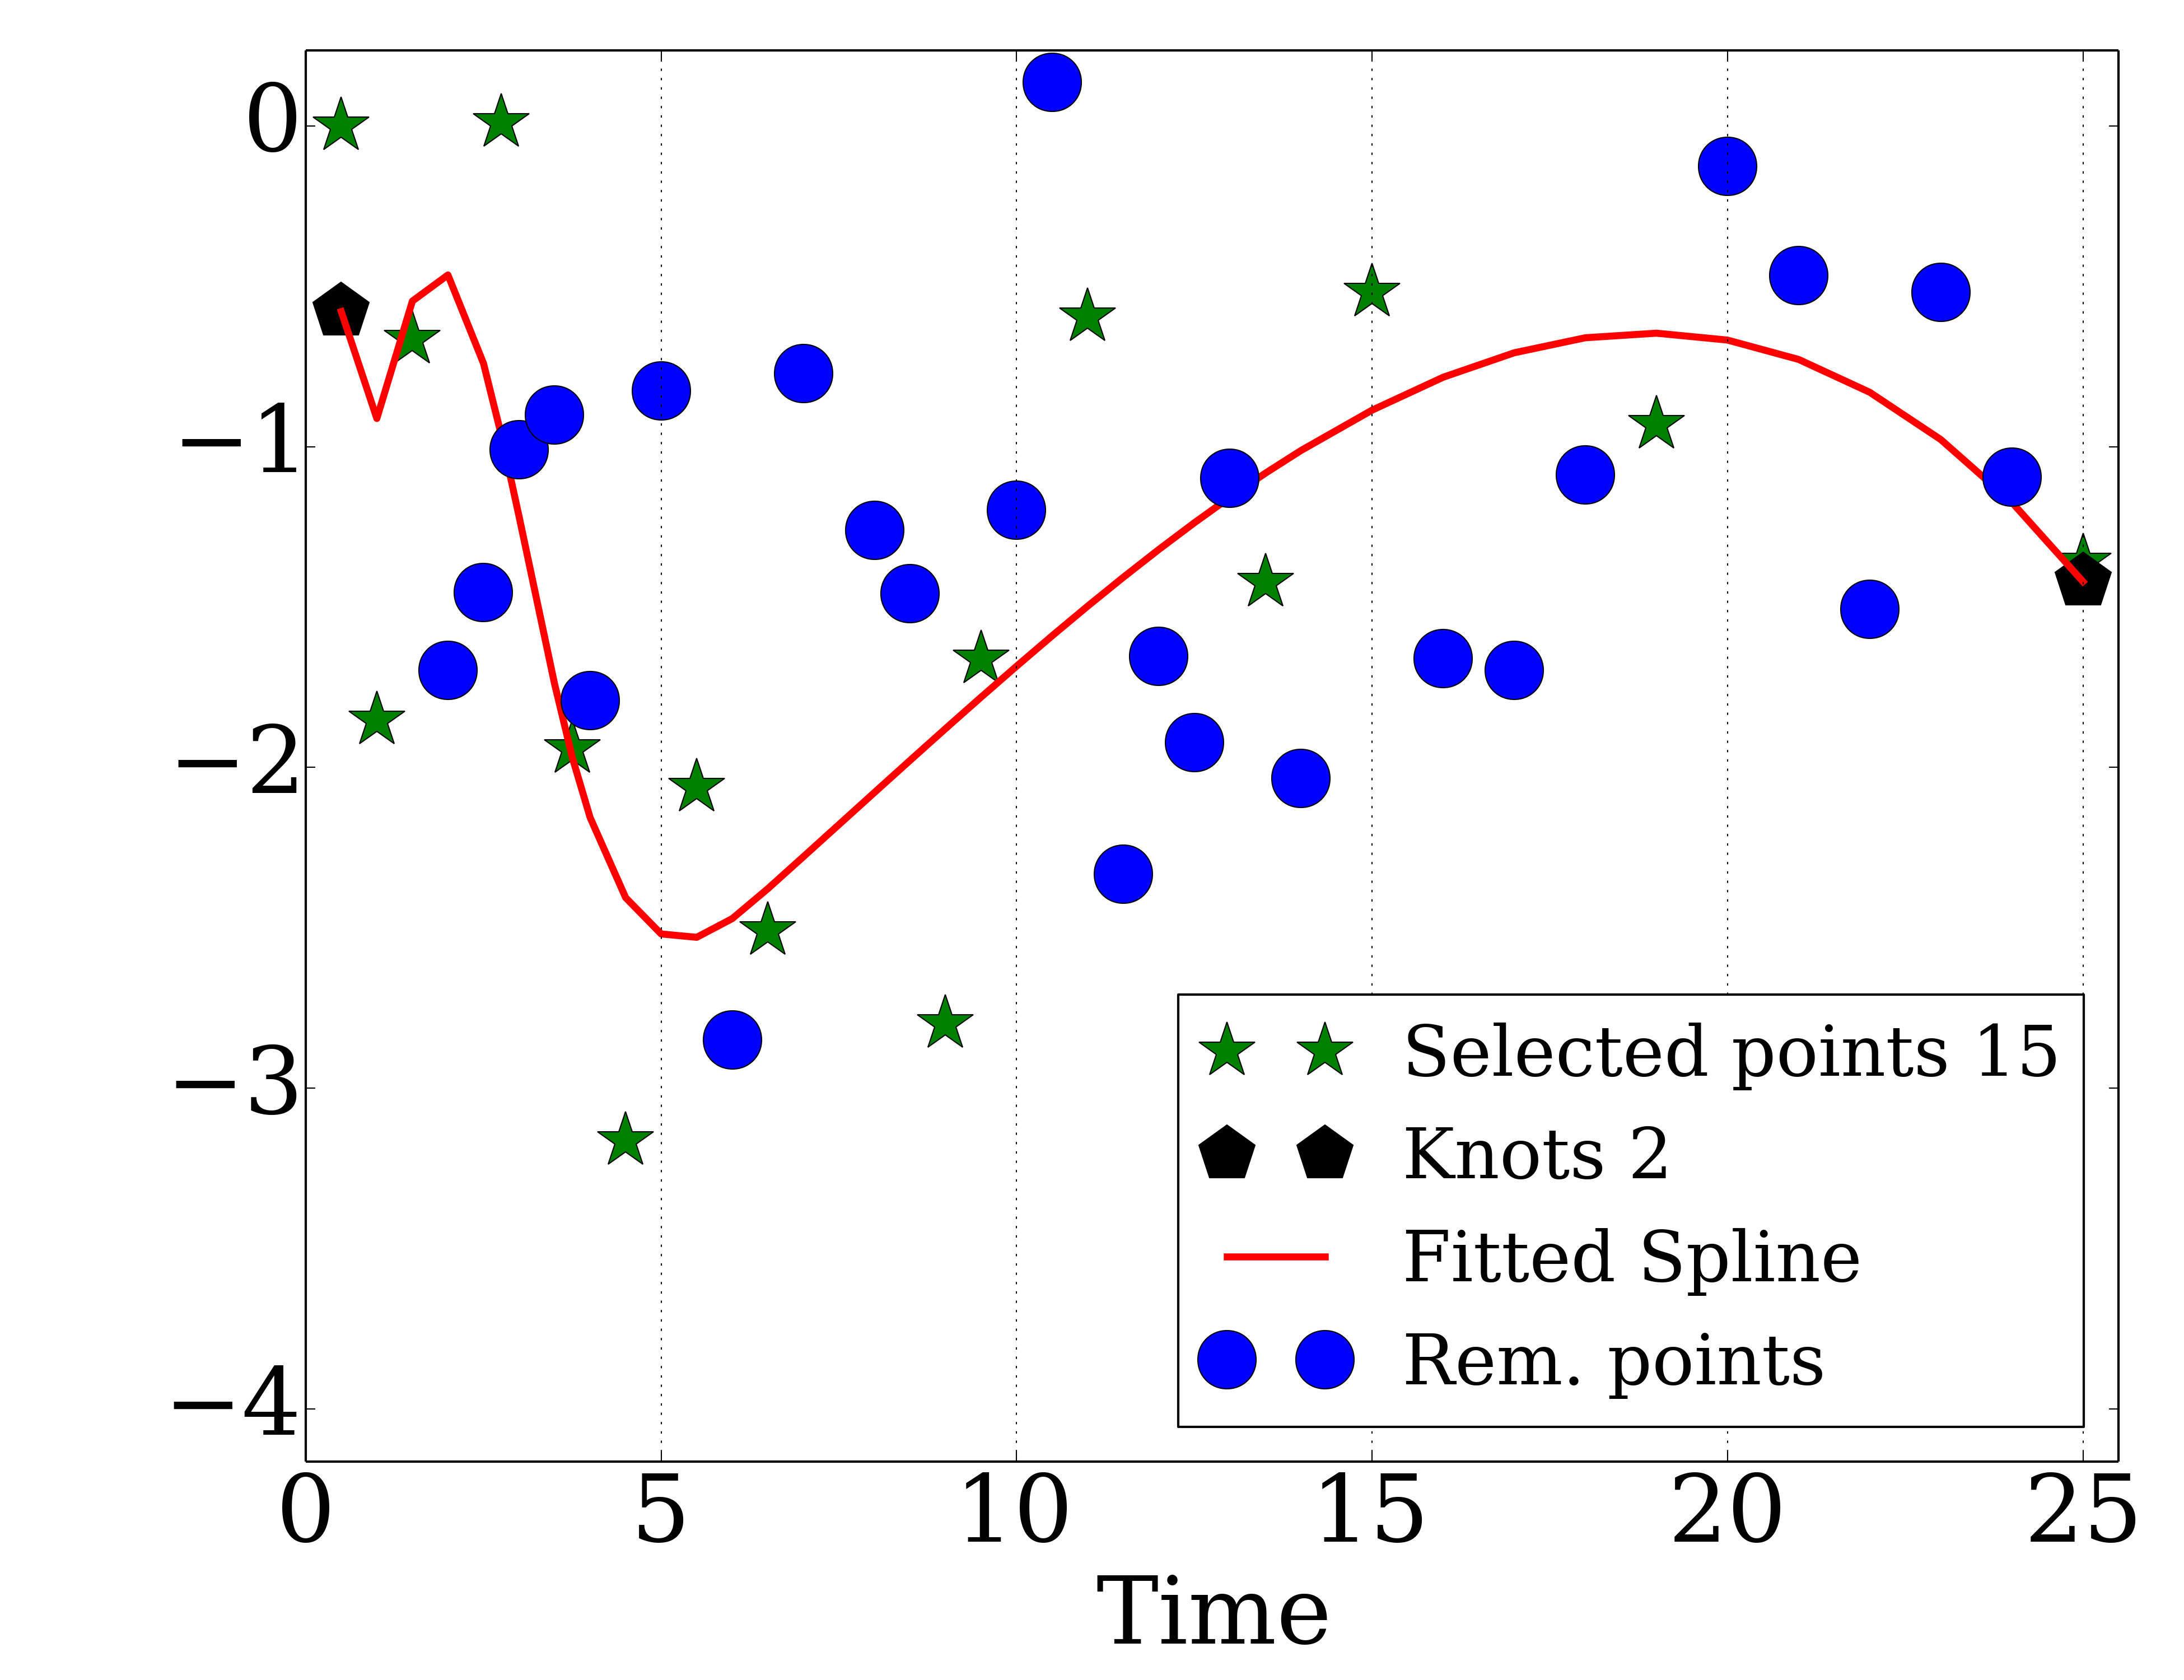 0
−1
−2
−3
−4
0 5 10 15 20 25
Time
Selected points 15
Knots 2
Fitted Spline
Rem. points